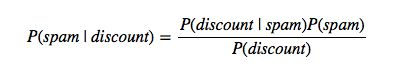 P(spam | discount) = P(discount | spam)P(spam) / P(discount)